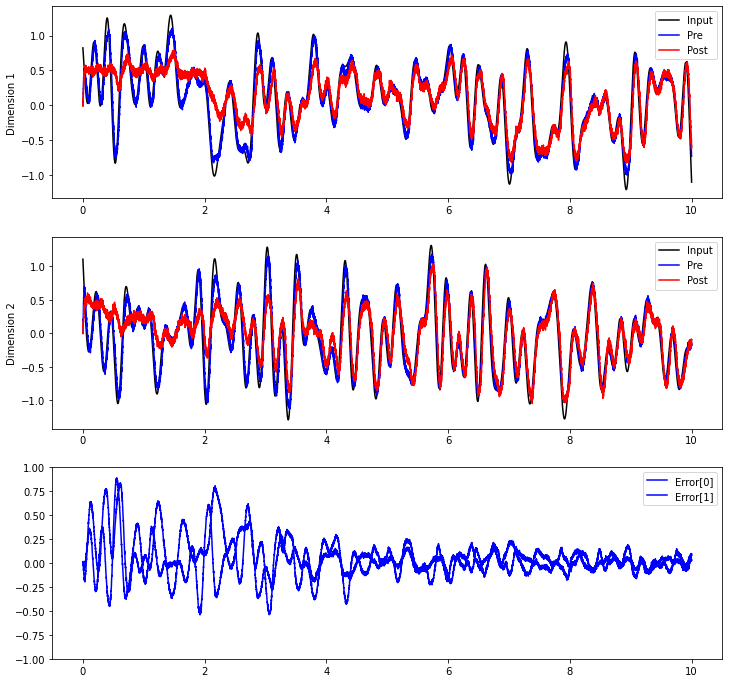 Dimension 1
1.0
0.5
0.0
−0.5
−1.0
Input
Pre
Post
0 2 4 6 8 10
Dimension 2
1.0
0.5
0.0
−0.5
−1.0
Input
Pre
Post
0 2 4 6 8 10
1.00
0.75
0.50
0.25
0.00
−0.25
−0.50
−0.75
−1.00
Error[0]
Error[1]
0 2 4 6 8 10